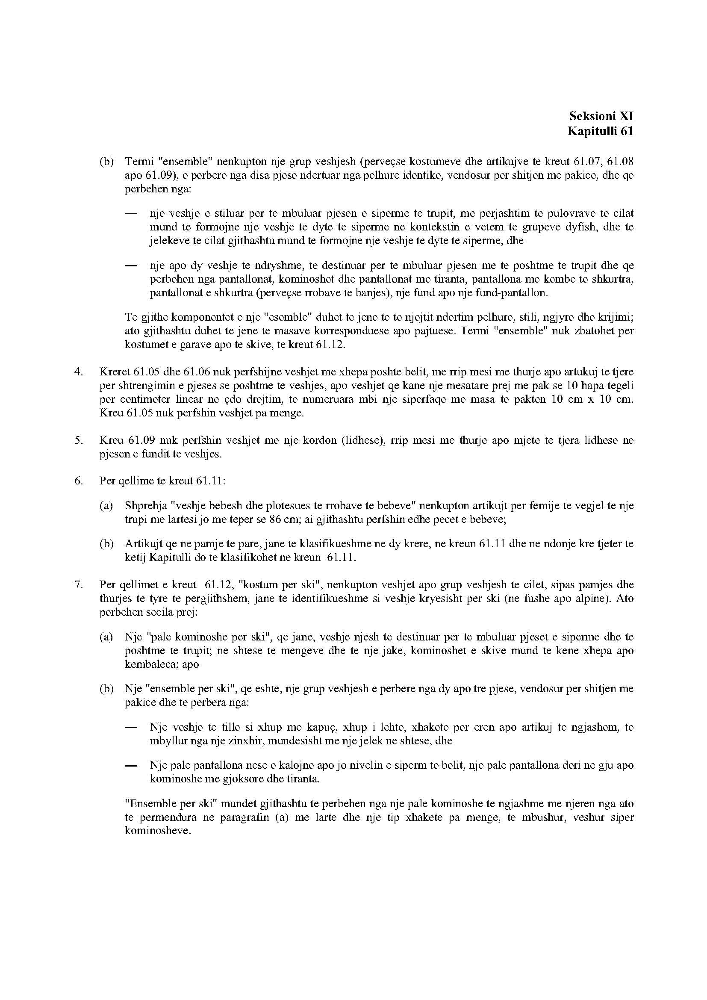 Seksioni XI
Kapitulli 61
(b) Termi "ensemble" nenkupton nje grup veshjesh (perveçse kostumeve dhe artikujve te kreut 61.07, 61.08
apo 61.09), e perbere nga disa pjese ndertuar nga pelhure identike, vendosur per shitjen me pakice, dhe qe
perbehen nga:
— nje veshje e stiluar per te mbuluar pjesen e siperme te trupit, me perjashtim te pulovrave te cilat
mund te formojne nje veshje te dyte te siperme ne kontekstin e vetem te grupeve dyfish, dhe te
jelekeve te cilat gjithashtu mund te formojne nje veshje te dyte te siperme, dhe
— nje apo dy veshje te ndryshme, te destinuar per te mbuluar pjesen me te poshtme te trupit dhe qe
perbehen nga pantallonat, kominoshet dhe pantallonat me tiranta, pantallona me kembe te shkurtra,
pantallonat e shkurtra (perveçse rrobave te banjes), nje fund apo nje fund-pantallon.
Te gjithe komponentet e nje "esemble" duhet te jene te te njejtit ndertim pelhure, stili, ngjyre dhe krijimi;
ato gjithashtu duhet te jene te masave korresponduese apo pajtuese. Termi "ensemble" nuk zbatohet per
kostumet e garave apo te skive, te kreut 61.12.
4. Kreret 61.05 dhe 61.06 nuk perfshijne veshjet me xhepa poshte belit, me rrip mesi me thurje apo artukuj te tjere
per shtrengimin e pjeses se poshtme te veshjes, apo veshjet qe kane nje mesatare prej me pak se 10 hapa tegeli
per centimeter linear ne çdo drejtim, te numeruara mbi nje siperfaqe me masa te pakten 10 cm x 10 cm.
Kreu 61.05 nuk perfshin veshjet pa menge.
5. Kreu 61.09 nuk perfshin veshjet me nje kordon (lidhese), rrip mesi me thurje apo mjete te tjera lidhese ne
pjesen e fundit te veshjes.
6. Per qellime te kreut 61.11:
(a) Shprehja "veshje bebesh dhe plotesues te rrobave te bebeve" nenkupton artikujt per femije te vegjel te nje
trupi me lartesi jo me teper se 86 cm; ai gjithashtu perfshin edhe pecet e bebeve;
(b) Artikujt qe ne pamje te pare, jane te klasifikueshme ne dy krere, ne kreun 61.11 dhe ne ndonje kre tjeter te
ketij Kapitulli do te klasifikohet ne kreun 61.11.
7. Per qellimet e kreut 61.12, "kostum per ski", nenkupton veshjet apo grup veshjesh te cilet, sipas pamjes dhe
thurjes te tyre te pergjithshem, jane te identifikueshme si veshje kryesisht per ski (ne fushe apo alpine). Ato
perbehen secila prej:
(a) Nje "pale kominoshe per ski", qe jane, veshje njesh te destinuar per te mbuluar pjeset e siperme dhe te
poshtme te trupit; ne shtese te mengeve dhe te nje jake, kominoshet e skive mund te kene xhepa apo
kembaleca; apo
(b) Nje "ensemble per ski", qe eshte, nje grup veshjesh e perbere nga dy apo tre pjese, vendosur per shitjen me
pakice dhe te perbera nga:
— Nje veshje te tille si xhup me kapuç, xhup i lehte, xhakete per eren apo artikuj te ngjashem, te
mbyllur nga nje zinxhir, mundesisht me nje jelek ne shtese, dhe
— Nje pale pantallona nese e kalojne apo jo nivelin e siperm te belit, nje pale pantallona deri ne gju apo
kominoshe me gjoksore dhe tiranta.
"Ensemble per ski" mundet gjithashtu te perbehen nga nje pale kominoshe te ngjashme me njeren nga ato
te permendura ne paragrafin (a) me larte dhe nje tip xhakete pa menge, te mbushur, veshur siper
kominosheve.